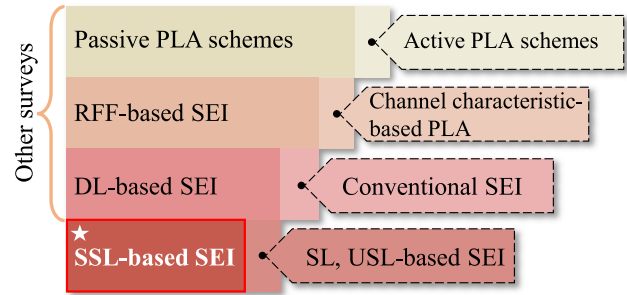 Other surveys
Passive PLA schemes
Active PLA schemes
RFF-based SEI
Channel characteristic-
based PLA
DL-based SEI
Conventional SEI
SSL-based SEI
SL, USL-based SEI